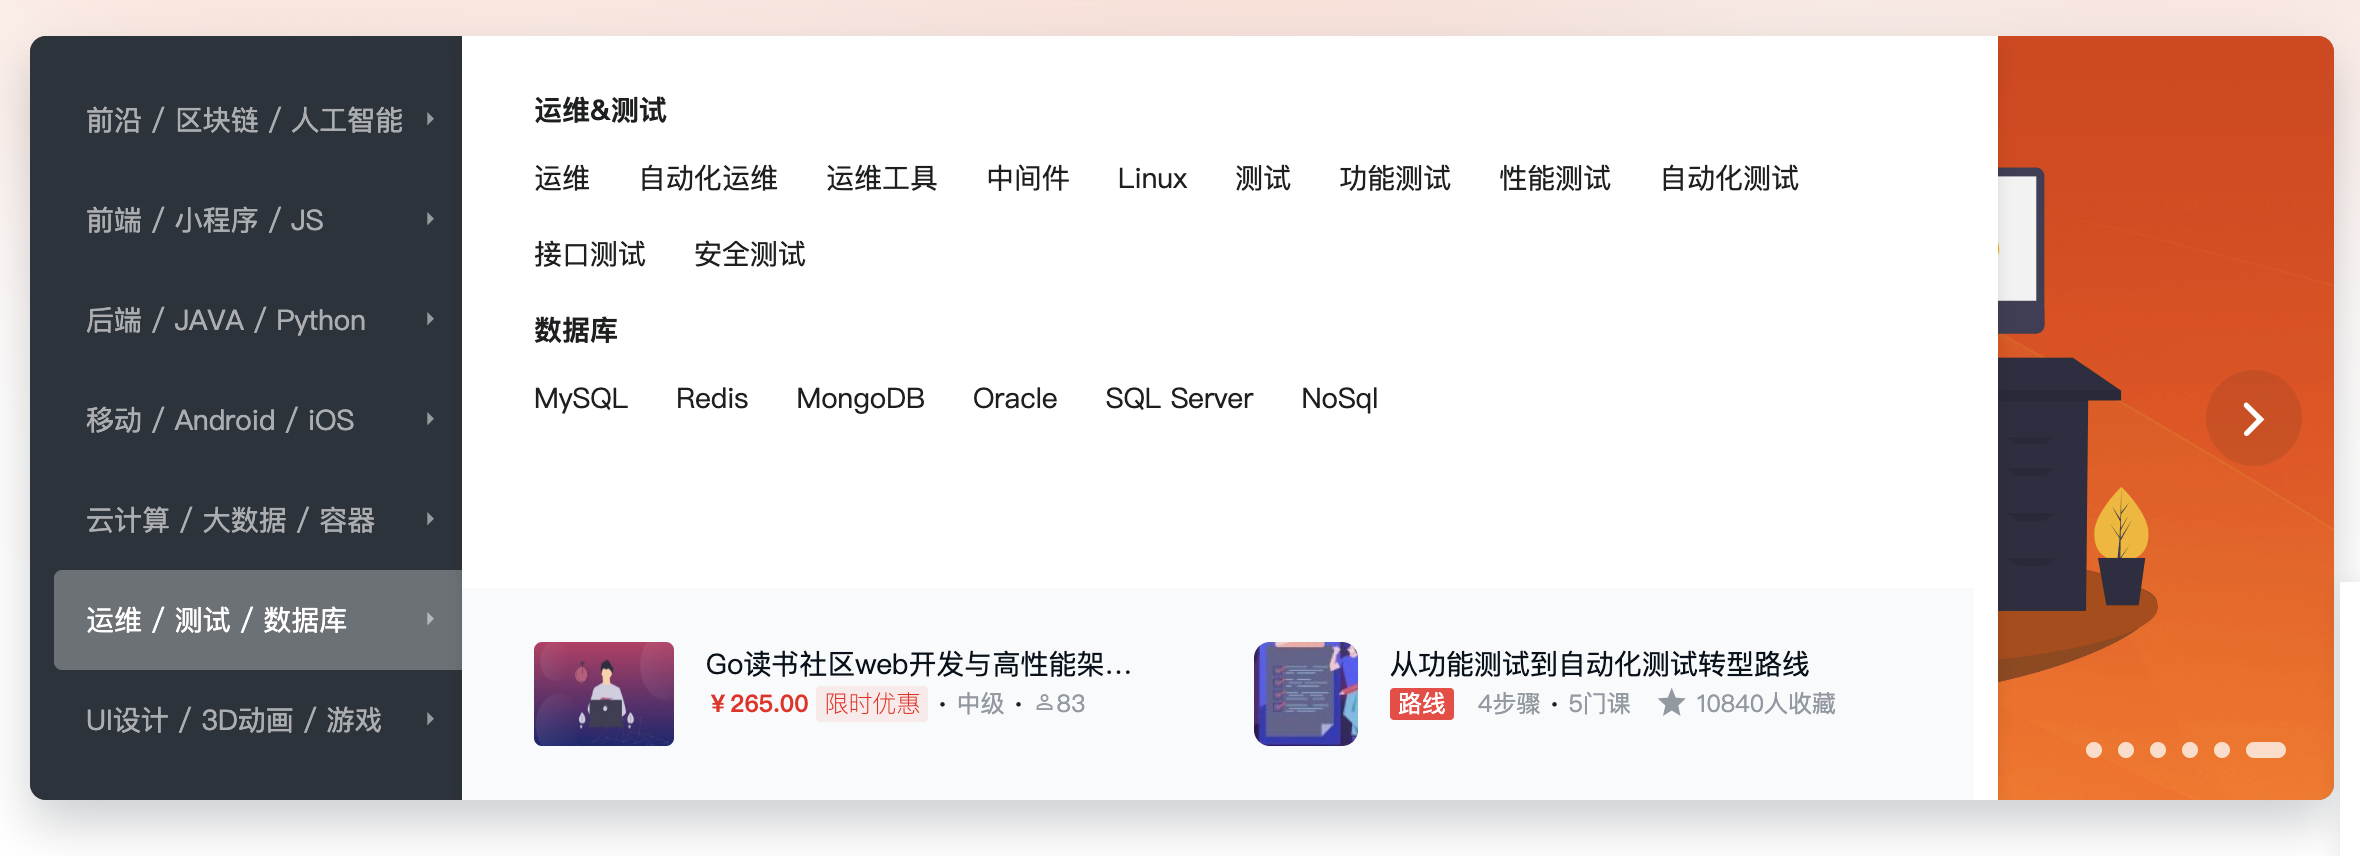 前沿 / 区块链 / 人工智能
前端 / 小程序 / JS
后端 / JAVA / Python
移动 / Android / iOS
云计算 / 大数据 / 容器
运维 / 测试 / 数据库
UI设计 / 3D动画 / 游戏
运维&测试
运维 自动化运维 运维工具 中间件 Linux 测试 功能测试 性能测试 自动化测试
接口测试 安全测试
数据库
MySQL Redis MongoDB Oracle SQL Server NoSql
Go读书社区web开发与高性能架...
¥265.00 限时优惠 · 中级 · 83
从功能测试到自动化测试转型路线
路线 4步骤 · 5门课 ★ 10840人收藏